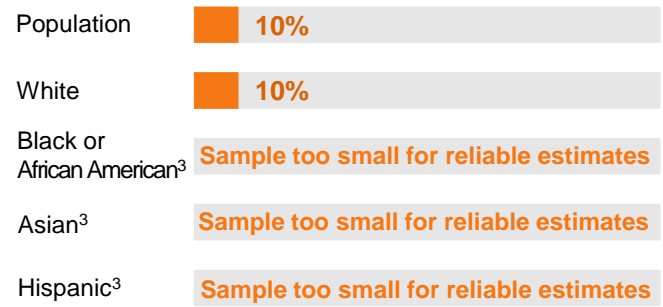 Population 10%
White 10%
Black or
African American³ Sample too small for reliable estimates
Asian³ Sample too small for reliable estimates
Hispanic³ Sample too small for reliable estimates